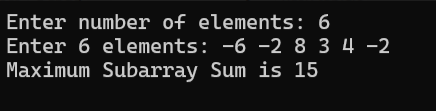 Enter number of elements: 6
Enter 6 elements: -6 -2 8 3 4 -2
Maximum Subarray Sum is 15